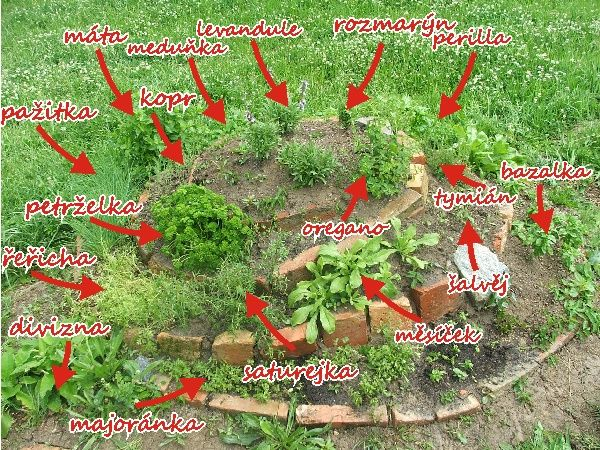 máta
meduňka
levandule
rozmarýn
perilla
pažitka
kopr
petrželka
oregano
tymián
bazalka
řeřicha
šalvěj
divizna
saturejka
měsíček
majoránka